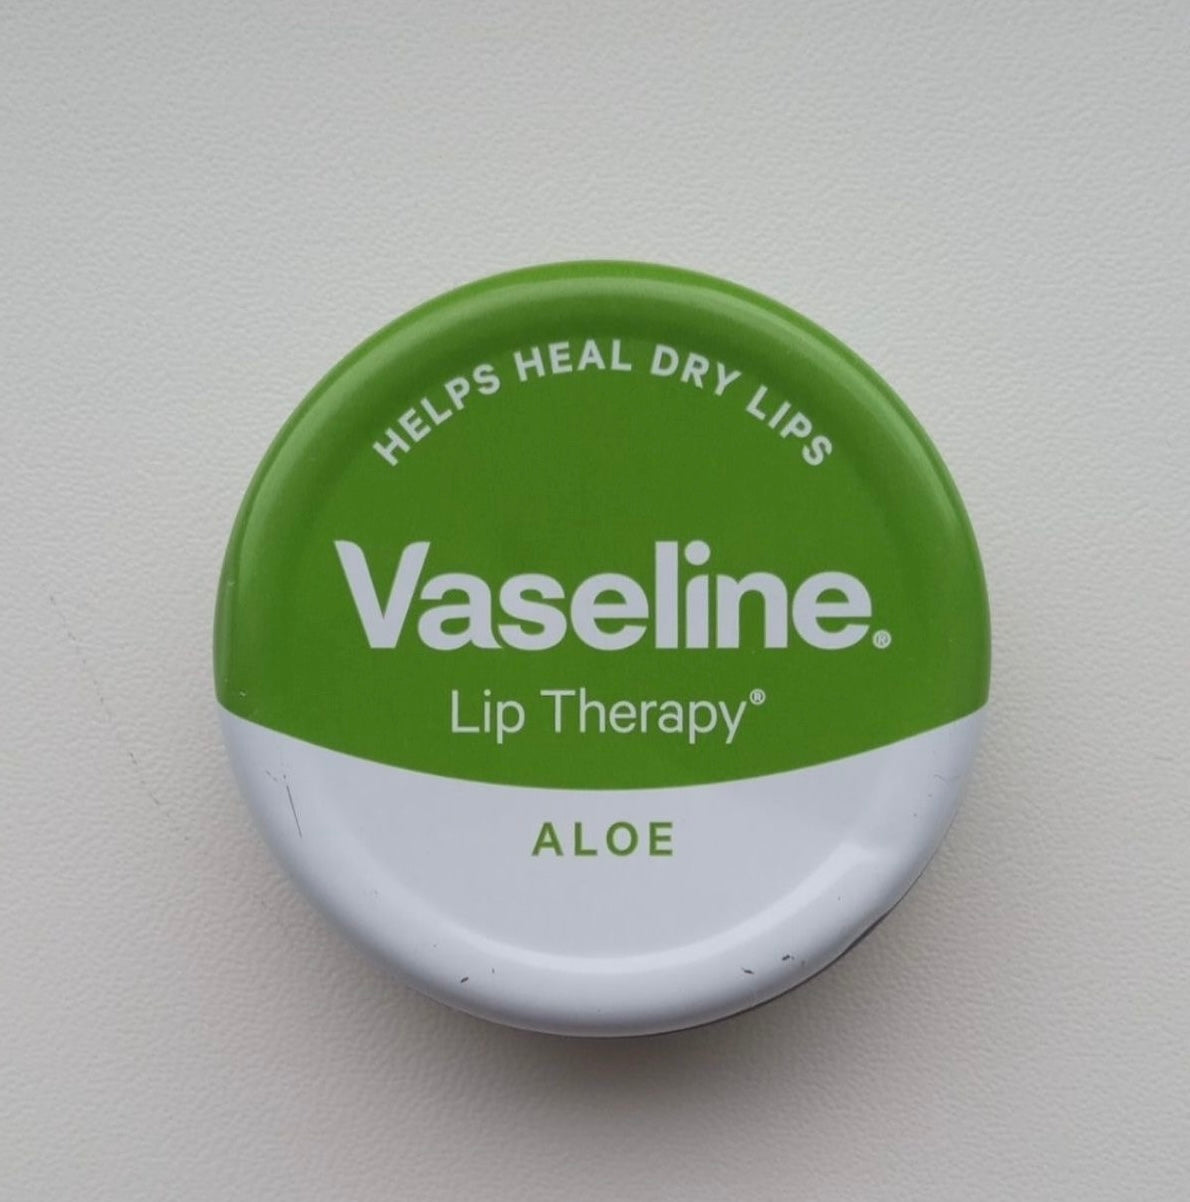 HELPS HEAL DRY LIPS
Vaseline®
Lip Therapy®
ALOE